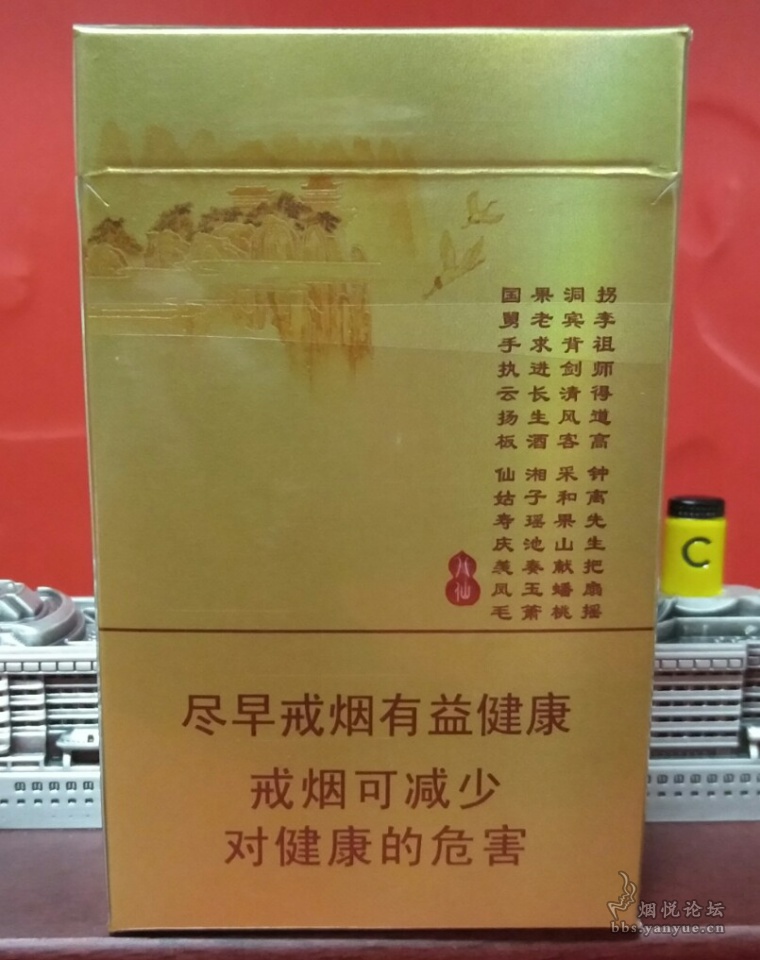 拐李祖师得道高
洞宾背剑清风客
果老求进长生酒
国舅手执云扬板
钟离先生把扇摇
采和果山献蟠桃
湘子瑶池奏玉箫
仙姑寿庆羡凤毛
八仙
C
尽早戒烟有益健康
戒烟可减少
对健康的危害
烟悦论坛
bbs.yanyue.cn